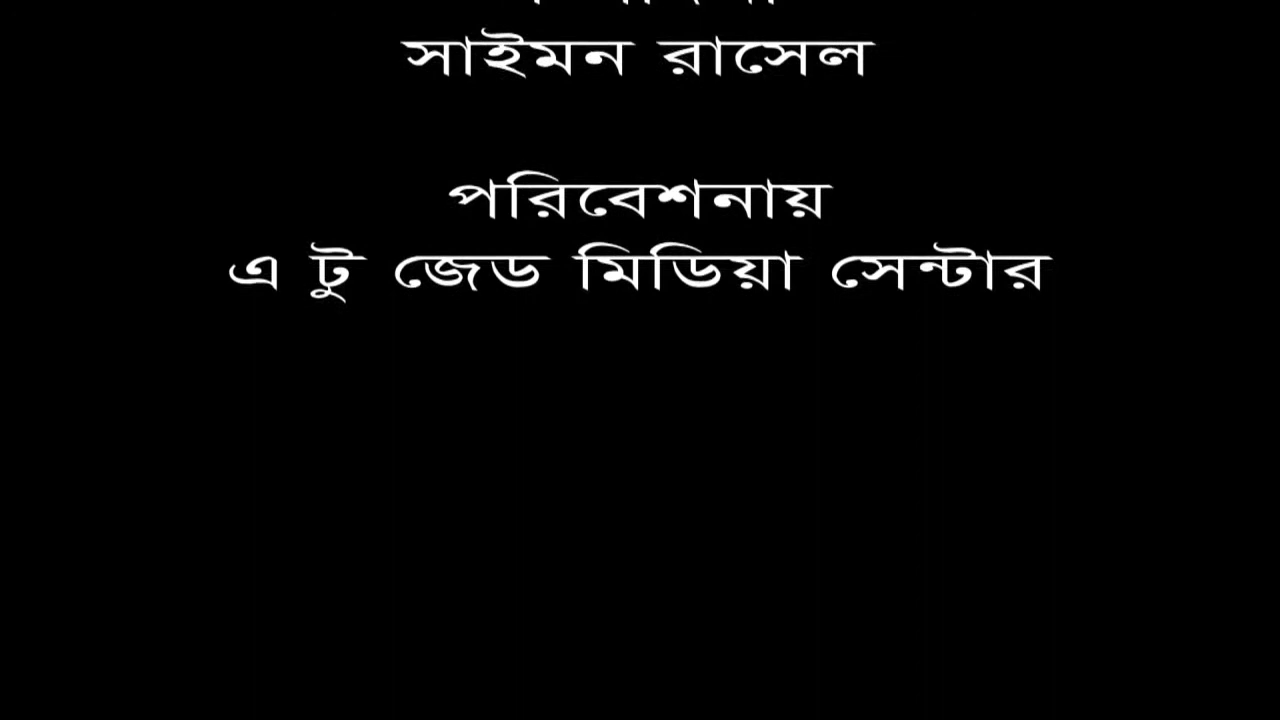 সাইমন রাসেল
পরিবেশনায়
এ টু জেড মিডিয়া সেন্টার